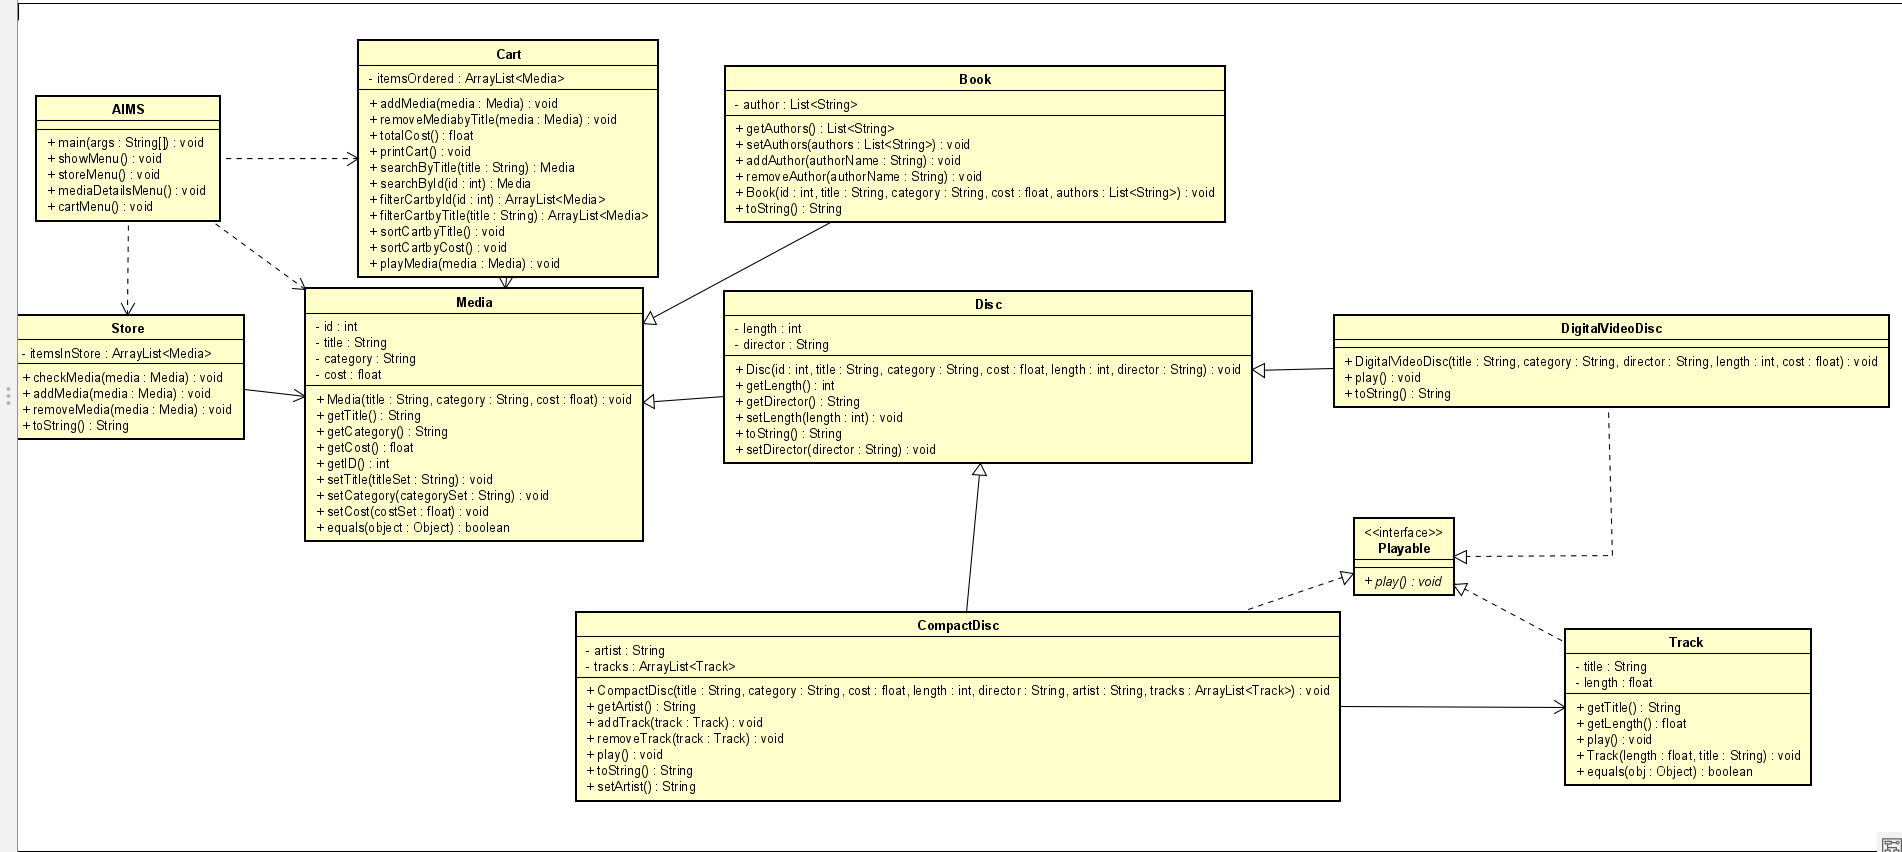 AIMS
+ main(args : String[]) : void
+ showMenu() : void
+ storeMenu() : void
+ mediaDetailsMenu() : void
+ cartMenu() : void
Cart
- itemsOrdered : ArrayList<Media>
+ addMedia(media : Media) : void
+ removeMediabyTitle(media : Media) : void
+ totalCost() : float
+ printCart() : void
+ searchByTitle(title : String) : Media
+ searchById(id : int) : Media
+ filterCartbyId(id : int) : ArrayList<Media>
+ filterCartbyTitle(title : String) : ArrayList<Media>
+ sortCartbyTitle() : void
+ sortCartbyCost() : void
+ playMedia(media : Media) : void
Book
- author : List<String>
+ getAuthors() : List<String>
+ setAuthors(authors : List<String>) : void
+ addAuthor(authorName : String) : void
+ removeAuthor(authorName : String) : void
+ Book(id : int, title : String, category : String, cost : float, authors : List<String>) : void
+ toString() : String
Store
- itemsInStore : ArrayList<Media>
+ checkMedia(media : Media) : void
+ addMedia(media : Media) : void
+ removeMedia(media : Media) : void
+ toString() : String
Media
- id : int
- title : String
- category : String
- cost : float
+ Media(title : String, category : String, cost : float) : void
+ getTitle() : String
+ getCategory() : String
+ getCost() : float
+ getID() : int
+ setTitle(titleSet : String) : void
+ setCategory(categorySet : String) : void
+ setCost(costSet : float) : void
+ equals(object : Object) : boolean
Disc
- length : int
- director : String
+ Disc(id : int, title : String, category : String, cost : float, length : int, director : String) : void
+ getLength() : int
+ getDirector() : String
+ setLength(length : int) : void
+ toString() : String
+ setDirector(director : String) : void
DigitalVideoDisc
+ DigitalVideoDisc(title : String, category : String, director : String, length : int, cost : float) : void
+ play() : void
+ toString() : String
<<interface>>
Playable
+ play() : void
CompactDisc
- artist : String
- tracks : ArrayList<Track>
+ CompactDisc(title : String, category : String, cost : float, length : int, director : String, artist : String, tracks : ArrayList<Track>) : void
+ getArtist() : String
+ addTrack(track : Track) : void
+ removeTrack(track : Track) : void
+ play() : void
+ toString() : String
+ setArtist() : String
Track
- title : String
- length : float
+ getTitle() : String
+ getLength() : float
+ play() : void
+ Track(length : float, title : String) : void
+ equals(obj : Object) : boolean